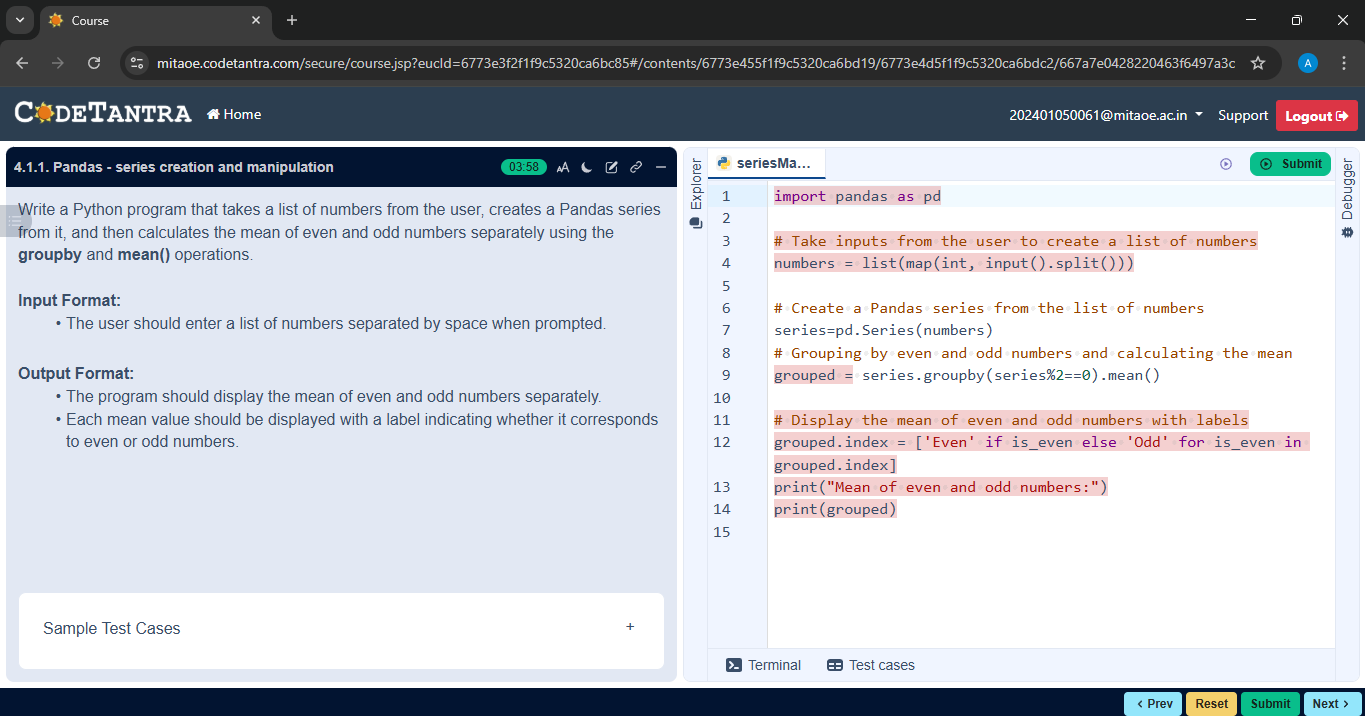 Course
mitaoe.codetantra.com/secure/course.jsp?eucId=6773e3f2f1f9c5320ca6bc85#/contents/6773e455f1f9c5320ca6bd19/6773e4d5f1f9c5320ca6bdc2/667a7e0428220463f6497a3c
A
CODETANTRA
Home
202401050061@mitaoe.ac.in
Support
Logout
4.1.1. Pandas - series creation and manipulation
03:58
AA
Write a Python program that takes a list of numbers from the user, creates a Pandas series
from it, and then calculates the mean of even and odd numbers separately using the
groupby and mean() operations.
Input Format:
• The user should enter a list of numbers separated by space when prompted.
Output Format:
• The program should display the mean of even and odd numbers separately.
• Each mean value should be displayed with a label indicating whether it corresponds
to even or odd numbers.
Sample Test Cases
+
Explorer
seriesMa...
Submit
Debugger
1 import pandas as pd
2
3 # Take inputs from the user to create a list of numbers
4 numbers = list(map(int, input().split()))
5
6 # Create a Pandas series from the list of numbers
7 series=pd.Series(numbers)
8 # Grouping by even and odd numbers and calculating the mean
9 grouped = series.groupby(series%2==0).mean()
10
11 # Display the mean of even and odd numbers with labels
12 grouped.index = ['Even' if is_even else 'Odd' for is_even in
grouped.index]
13 print("Mean of even and odd numbers:")
14 print(grouped)
15
Terminal
Test cases
< Prev
Reset
Submit
Next >